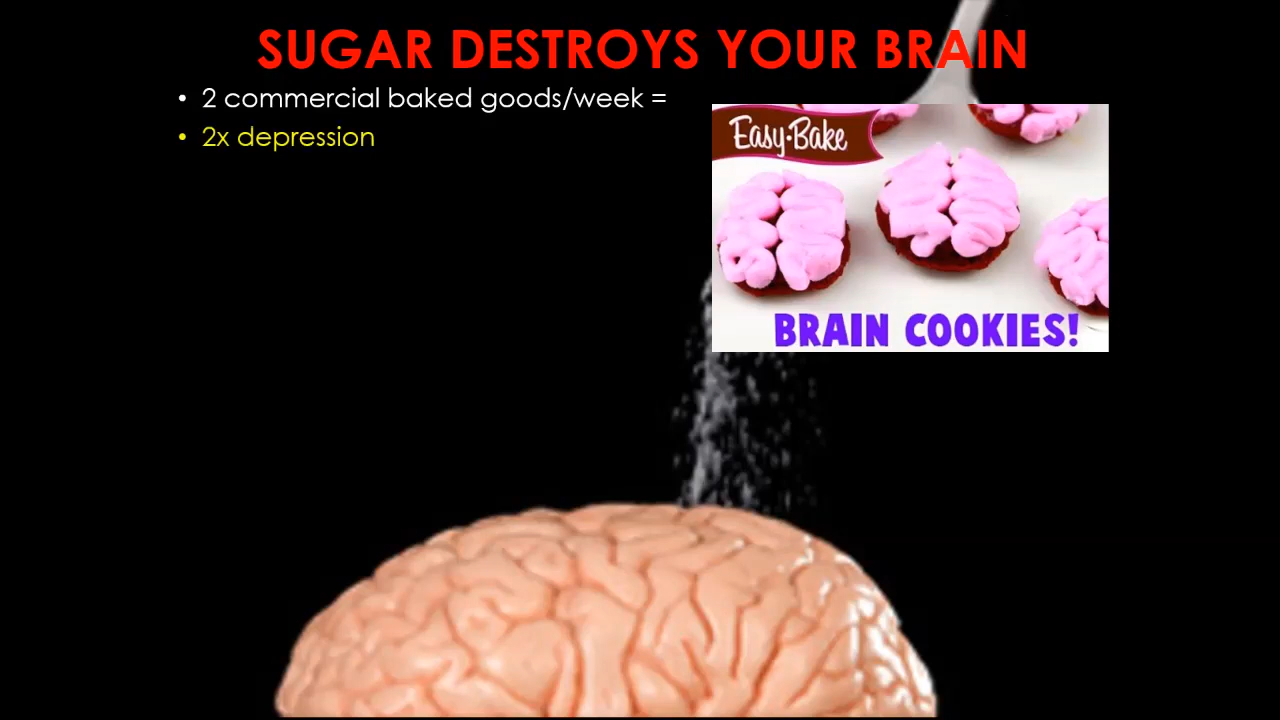 SUGAR DESTROYS YOUR BRAIN
• 2 commercial baked goods/week =
• 2x depression
Easy·Bake
BRAIN COOKIES!